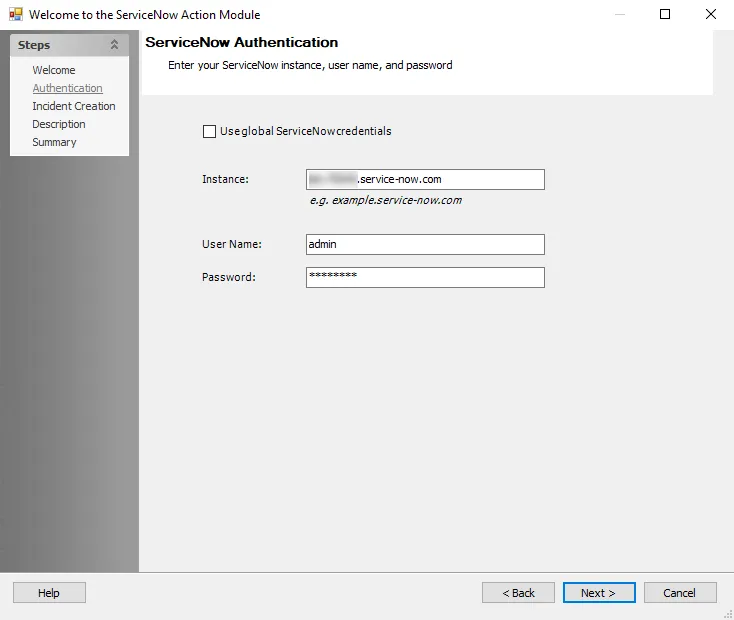 Welcome to the ServiceNow Action Module
Steps
Welcome
Authentication
Incident Creation
Description
Summary
ServiceNow Authentication
Enter your ServiceNow instance, user name, and password
Use global ServiceNow credentials
Instance: .service-now.com
e.g. example.service-now.com
User Name: admin
Password: ********
Help
< Back
Next >
Cancel